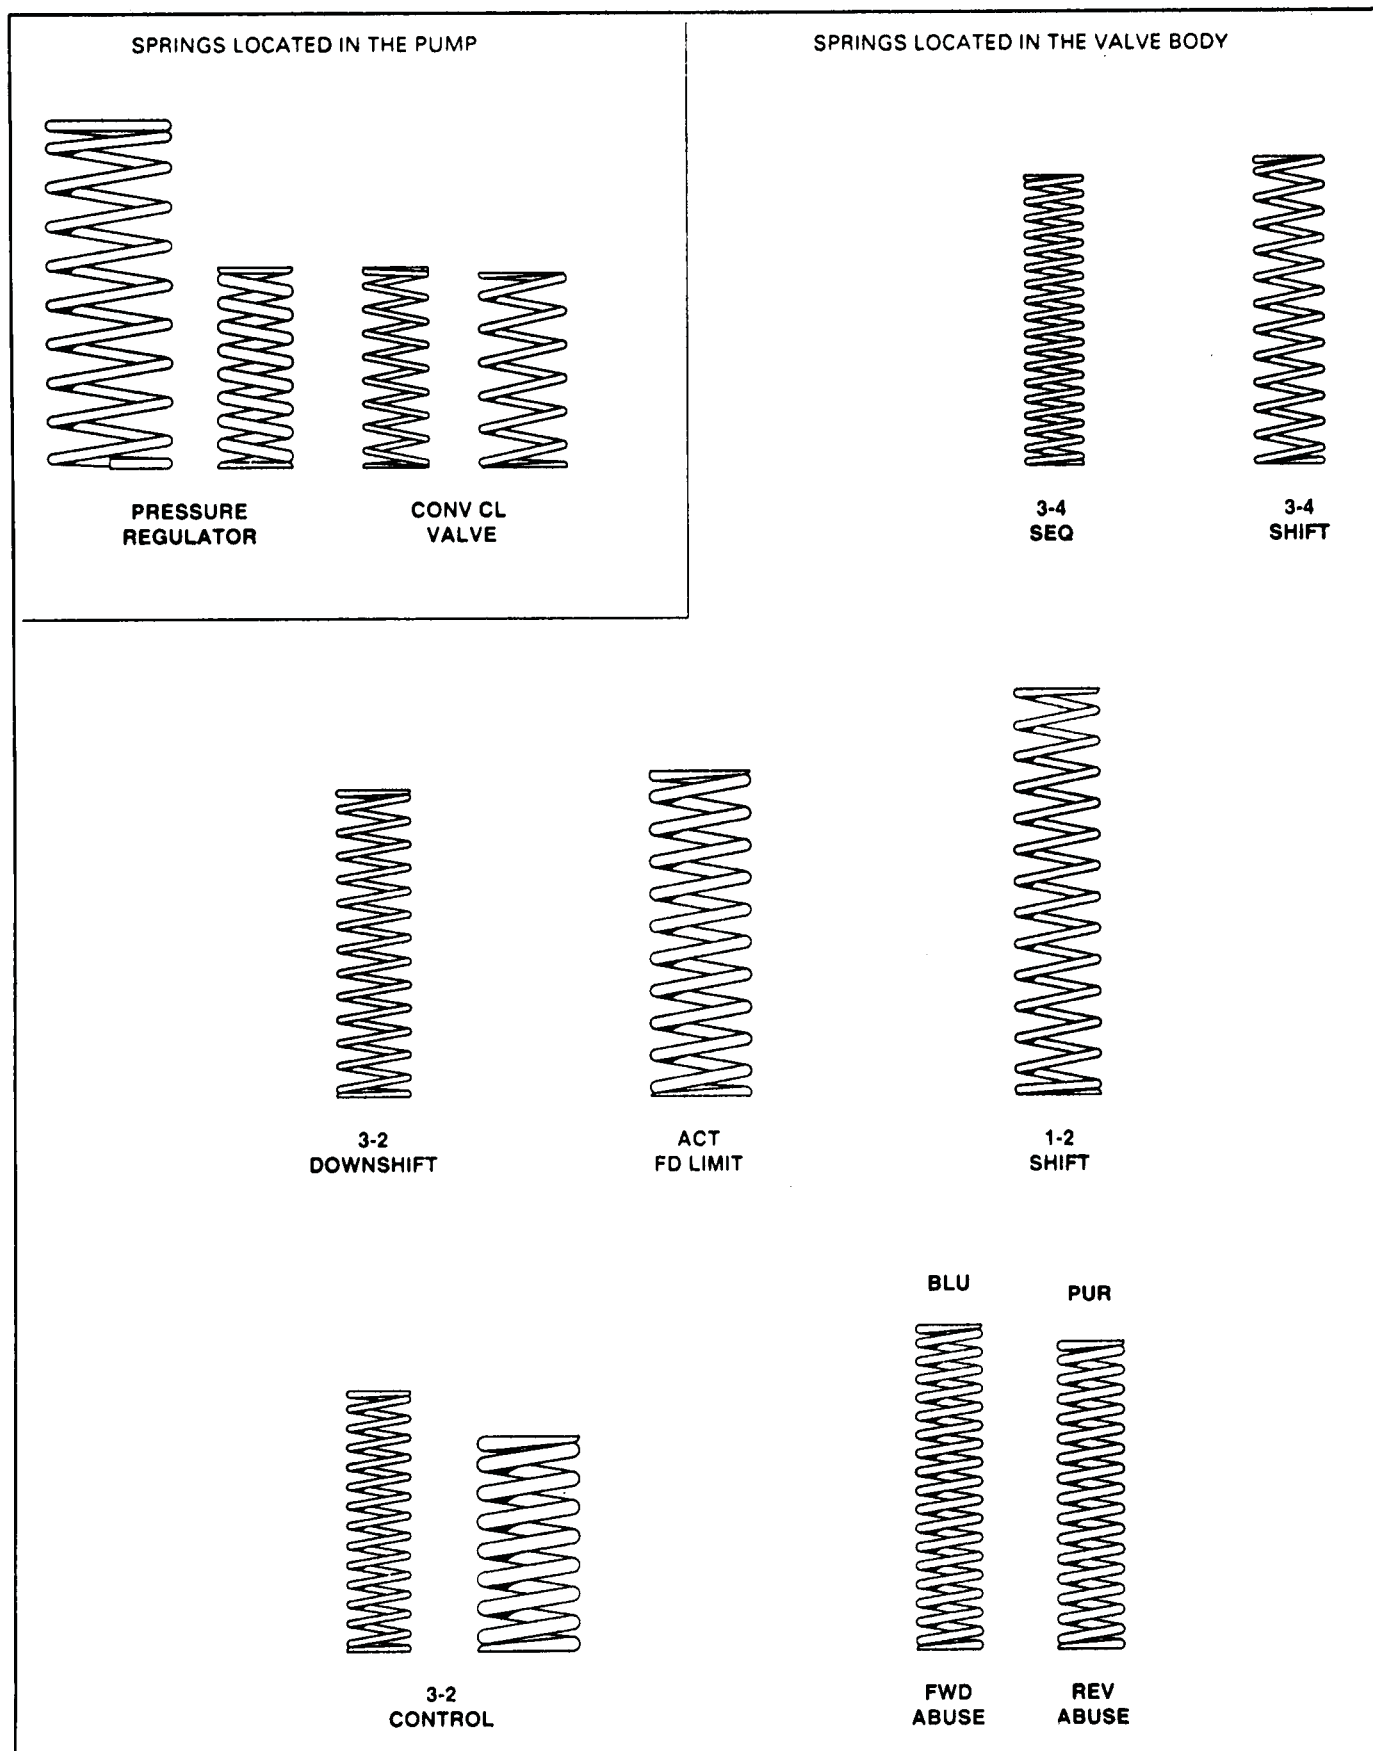 SPRINGS LOCATED IN THE PUMP
SPRINGS LOCATED IN THE VALVE BODY
PRESSURE
REGULATOR
CONV CL
VALVE
3-4
SEQ
3-4
SHIFT
3-2
DOWNSHIFT
ACT
FD LIMIT
1-2
SHIFT
BLU
PUR
3-2
CONTROL
FWD
ABUSE
REV
ABUSE